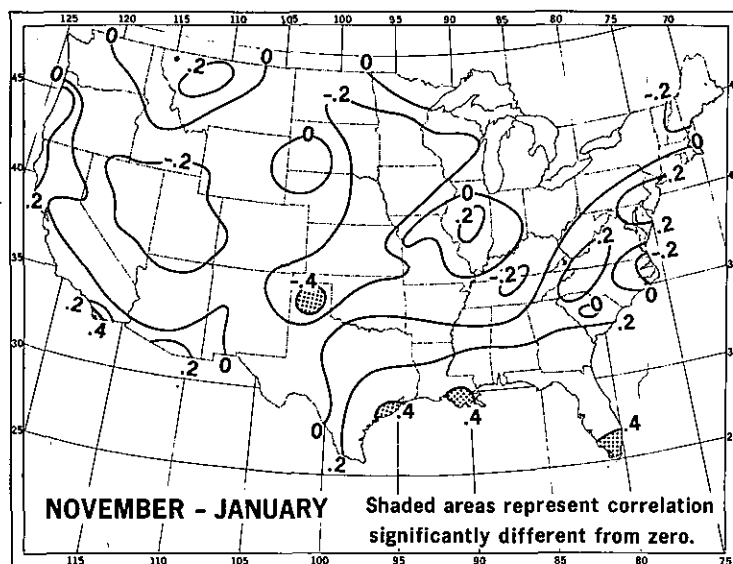 125 120 115 110 105 100 95 90 85 80 75 70
45
40
35
30
25
0 0 .2 0 0 -.2 -.2
0 -.2 0 0 .2
.2 .2 .2 -.2
-.4 -.2 0 0
.2 .4 .2 0 .2
.4 .4 .4
0
.2
NOVEMBER - JANUARY
Shaded areas represent correlation
significantly different from zero.
115 110 105 100 95 90 85 80 75